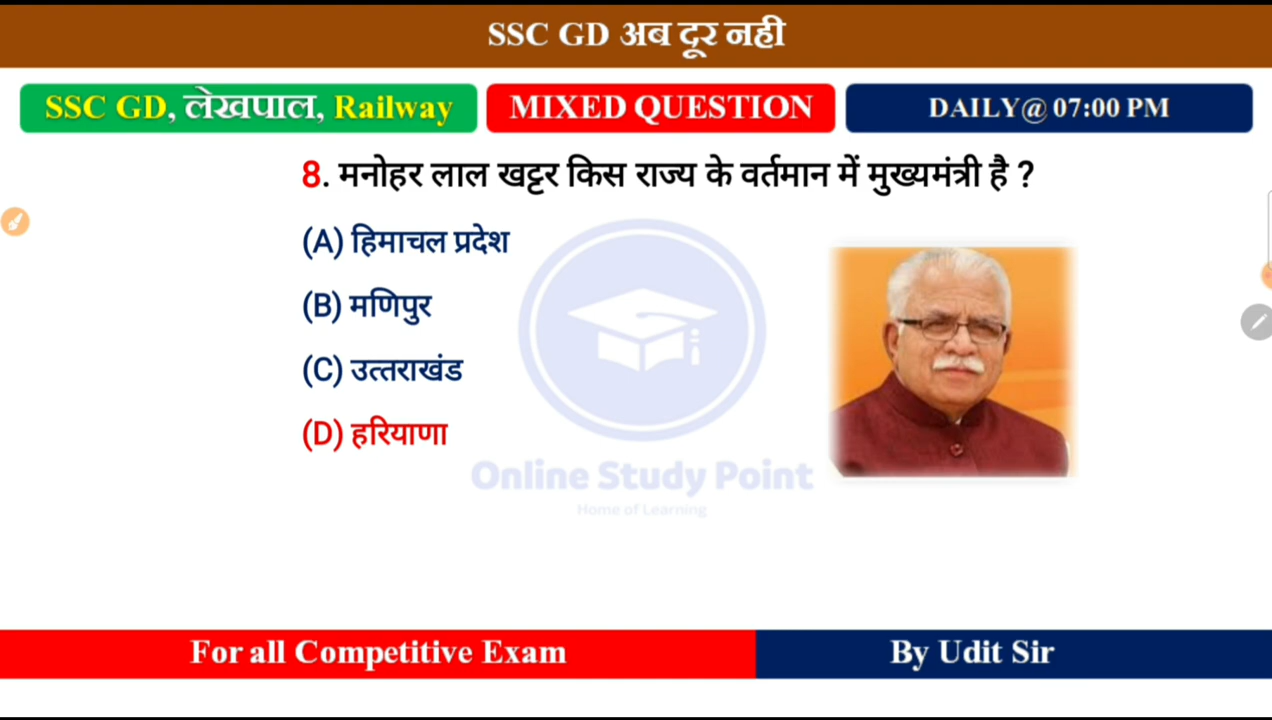 SSC GD अब दूर नही
SSC GD, लेखपाल, Railway
MIXED QUESTION
DAILY@ 07:00 PM
8. मनोहर लाल खट्टर किस राज्य के वर्तमान में मुख्यमंत्री है ?
(A) हिमाचल प्रदेश
(B) मणिपुर
(C) उत्तराखंड
(D) हरियाणा
Online Study Point
Home of Learning
For all Competitive Exam
By Udit Sir